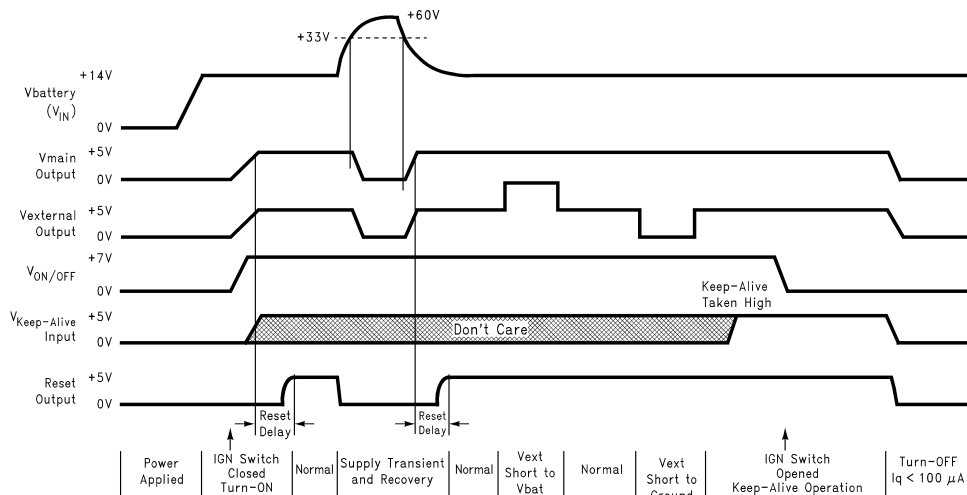 +60V
+33V
+14V
Vbattery
(VIN)
0V
+5V
Vmain
Output
0V
+5V
Vexternal
Output
0V
+7V
VON/OFF
0V
Keep-Alive
Taken High
+5V
VKeep-Alive
Input
0V
Don't Care
+5V
Reset
Output
0V
Reset
Delay
Reset
Delay
Power
Applied
IGN Switch
Closed
Turn-ON
Normal
Supply Transient
and Recovery
Normal
Vext
Short to
Vbat
Normal
Vext
Short to
Ground
IGN Switch
Opened
Keep-Alive Operation
Turn-OFF
Iq < 100 μA